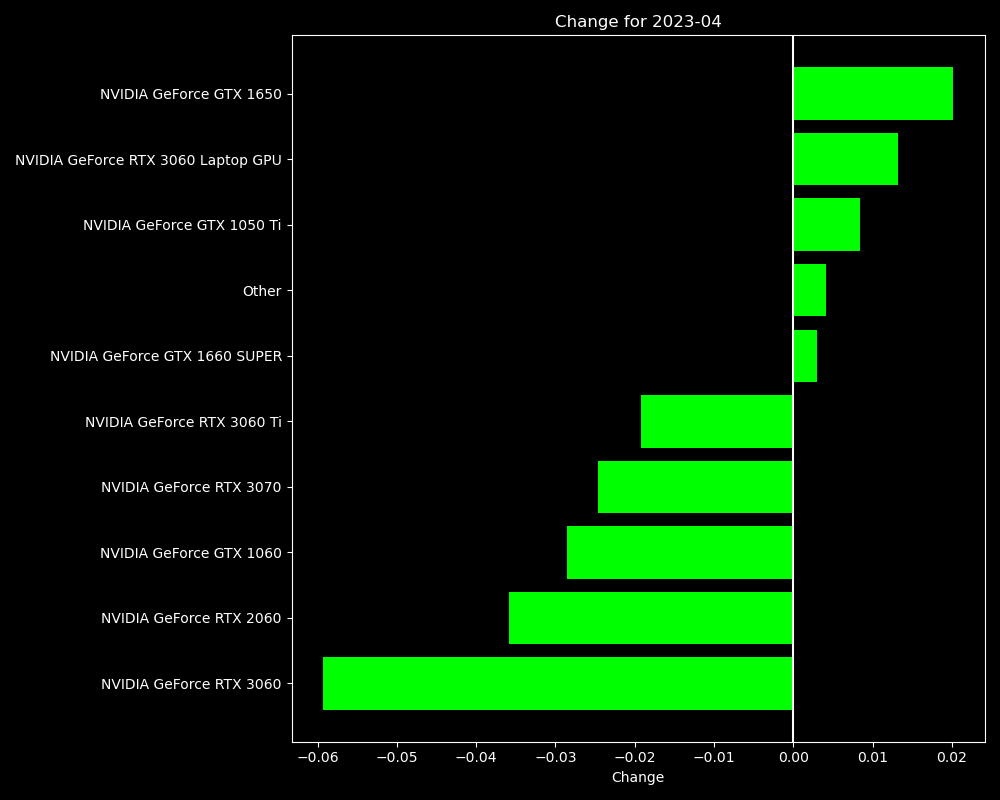 Change for 2023-04
NVIDIA GeForce GTX 1650
NVIDIA GeForce RTX 3060 Laptop GPU
NVIDIA GeForce GTX 1050 Ti
Other
NVIDIA GeForce GTX 1660 SUPER
NVIDIA GeForce RTX 3060 Ti
NVIDIA GeForce RTX 3070
NVIDIA GeForce GTX 1060
NVIDIA GeForce RTX 2060
NVIDIA GeForce RTX 3060
−0.06 −0.05 −0.04 −0.03 −0.02 −0.01 0.00 0.01 0.02
Change